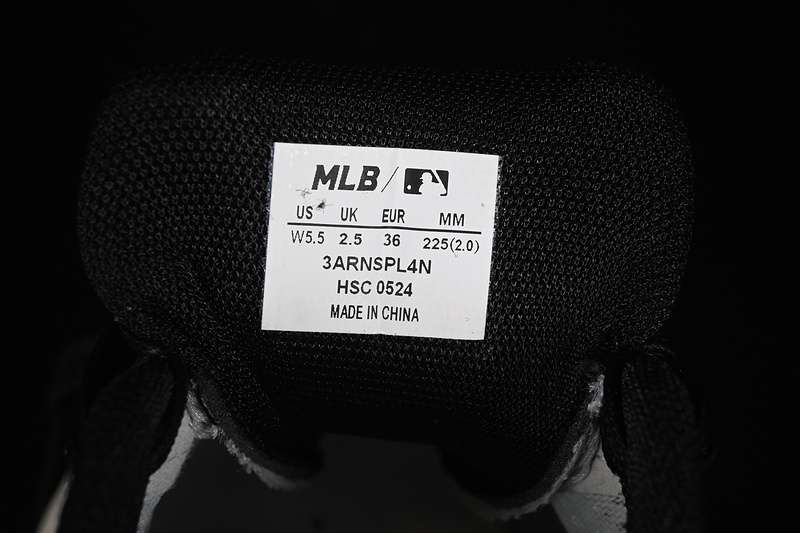 MLB/
US UK EUR MM
W5.5 2.5 36 225(2.0)
3ARNSPL4N
HSC 0524
MADE IN CHINA